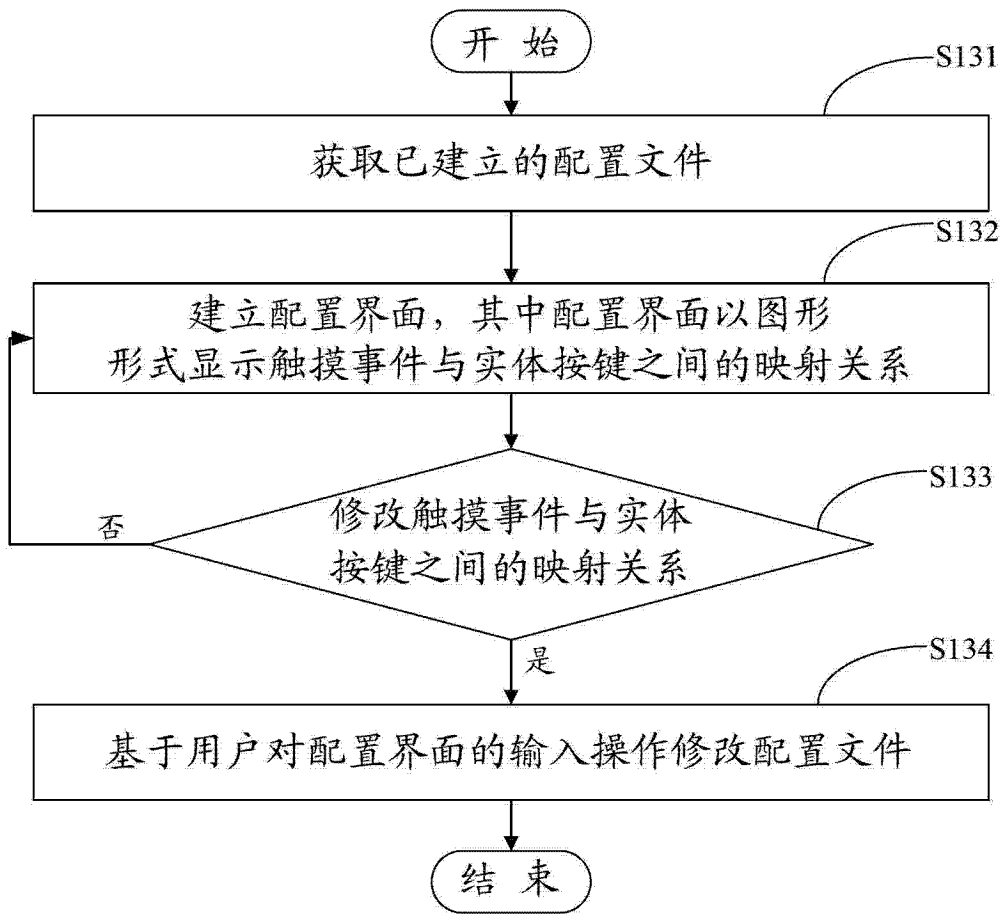 开 始
S131
获取已建立的配置文件
S132
建立配置界面，其中配置界面以图形
形式显示触摸事件与实体按键之间的映射关系
S133
修改触摸事件与实体
按键之间的映射关系
否
是
S134
基于用户对配置界面的输入操作修改配置文件
结 束